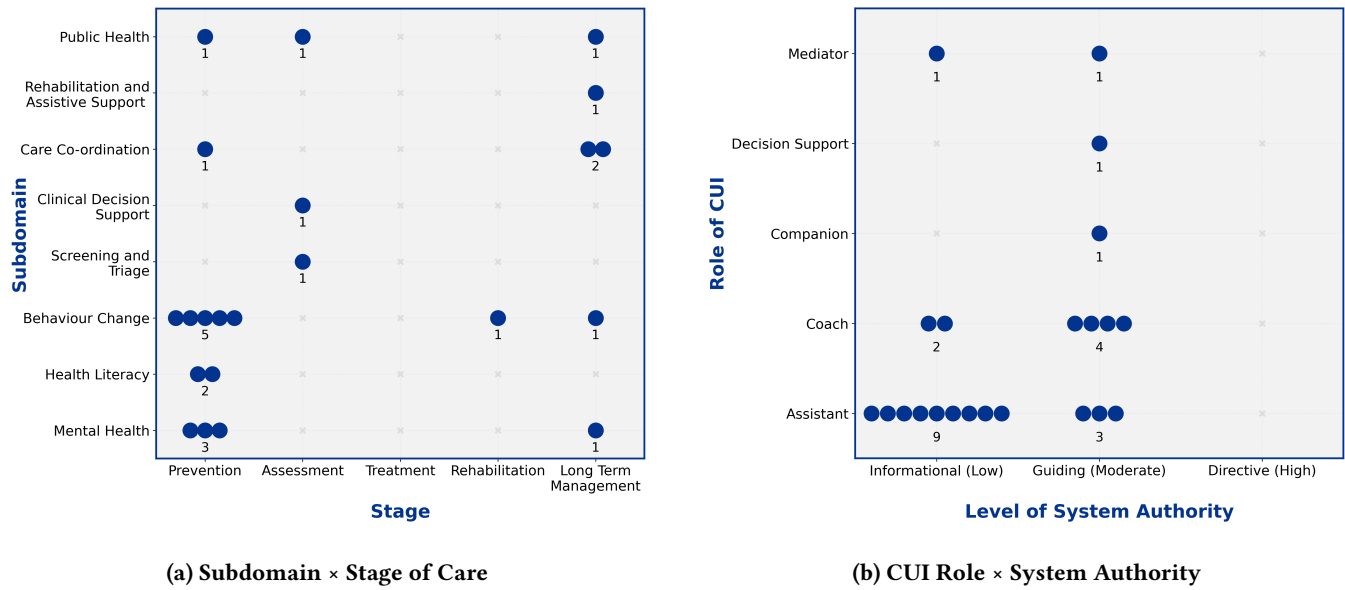 Public Health
1
1
1
Rehabilitation and
Assistive Support
1
Care Co-ordination
1
2
Clinical Decision
Support
1
Screening and
Triage
1
Behaviour Change
5
1
1
Health Literacy
2
Mental Health
3
1
Subdomain
Prevention
Assessment
Treatment
Rehabilitation
Long Term
Management
Stage
(a) Subdomain × Stage of Care
Mediator
1
1
Decision Support
1
Companion
1
Coach
2
4
Assistant
9
3
Role of CUI
Informational (Low)
Guiding (Moderate)
Directive (High)
Level of System Authority
(b) CUI Role × System Authority